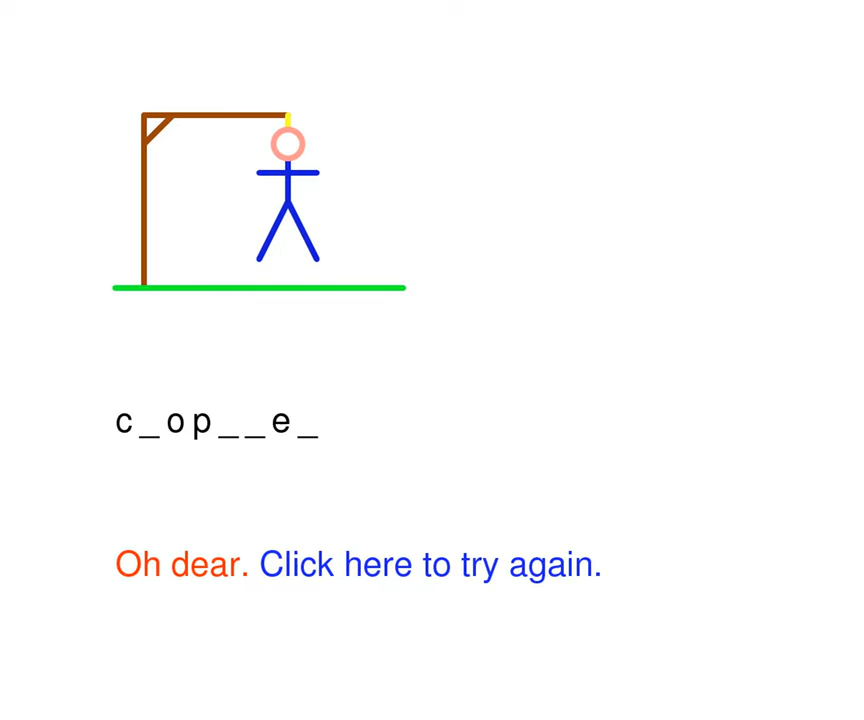 c _ o p _ _ e _
Oh dear. Click here to try again.